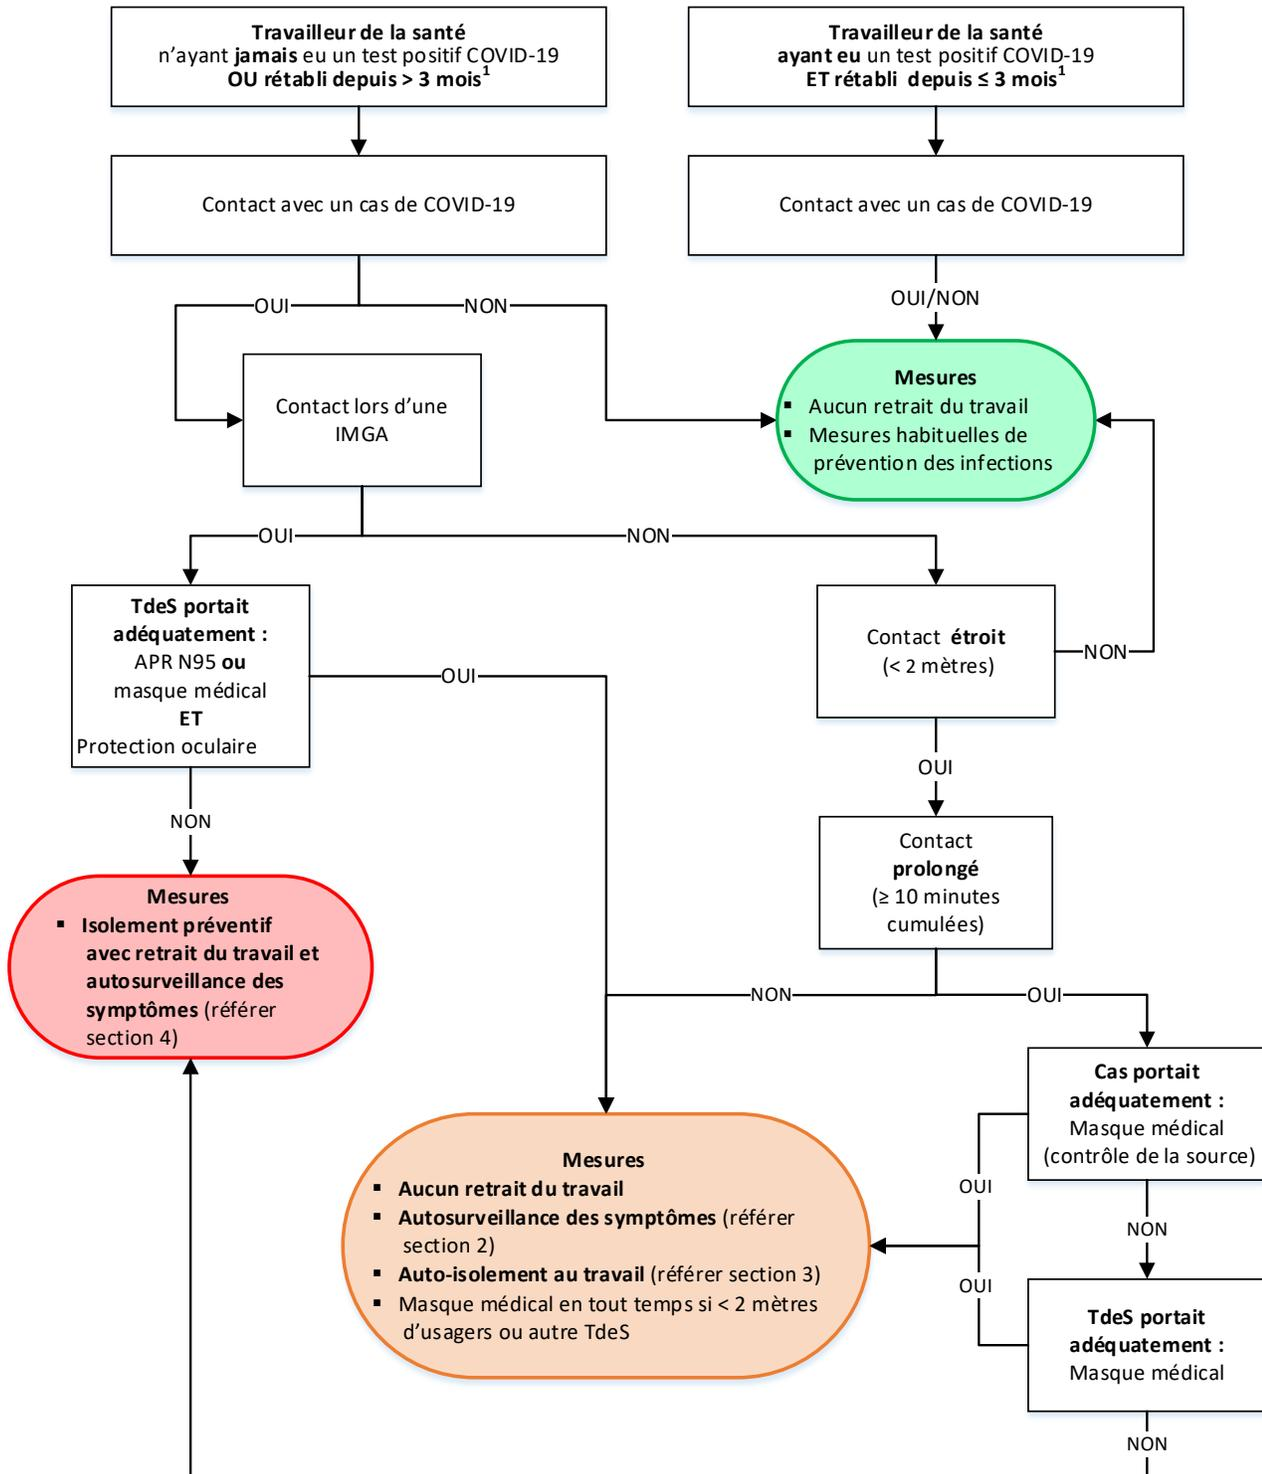 Travailleur de la santé
n'ayant jamais eu un test positif COVID-19
OU rétabli depuis > 3 mois¹
Travailleur de la santé
ayant eu un test positif COVID-19
ET rétabli depuis ≤ 3 mois¹
Contact avec un cas de COVID-19
Contact avec un cas de COVID-19
OUI
NON
OUI/NON
Contact lors d'une
IMGA
Mesures
▪ Aucun retrait du travail
▪ Mesures habituelles de
prévention des infections
OUI
NON
TdeS portait
adéquatement :
APR N95 ou
masque médical
ET
Protection oculaire
OUI
Contact étroit
(< 2 mètres)
NON
OUI
NON
Contact
prolongé
(≥ 10 minutes
cumulées)
Mesures
▪ Isolement préventif
avec retrait du travail et
autosurveillance des
symptômes (référer
section 4)
NON
OUI
Cas portait
adéquatement :
Masque médical
(contrôle de la source)
OUI
NON
Mesures
▪ Aucun retrait du travail
▪ Autosurveillance des symptômes (référer
section 2)
▪ Auto-isolement au travail (référer section 3)
▪ Masque médical en tout temps si < 2 mètres
d'usagers ou autre TdeS
OUI
TdeS portait
adéquatement :
Masque médical
NON